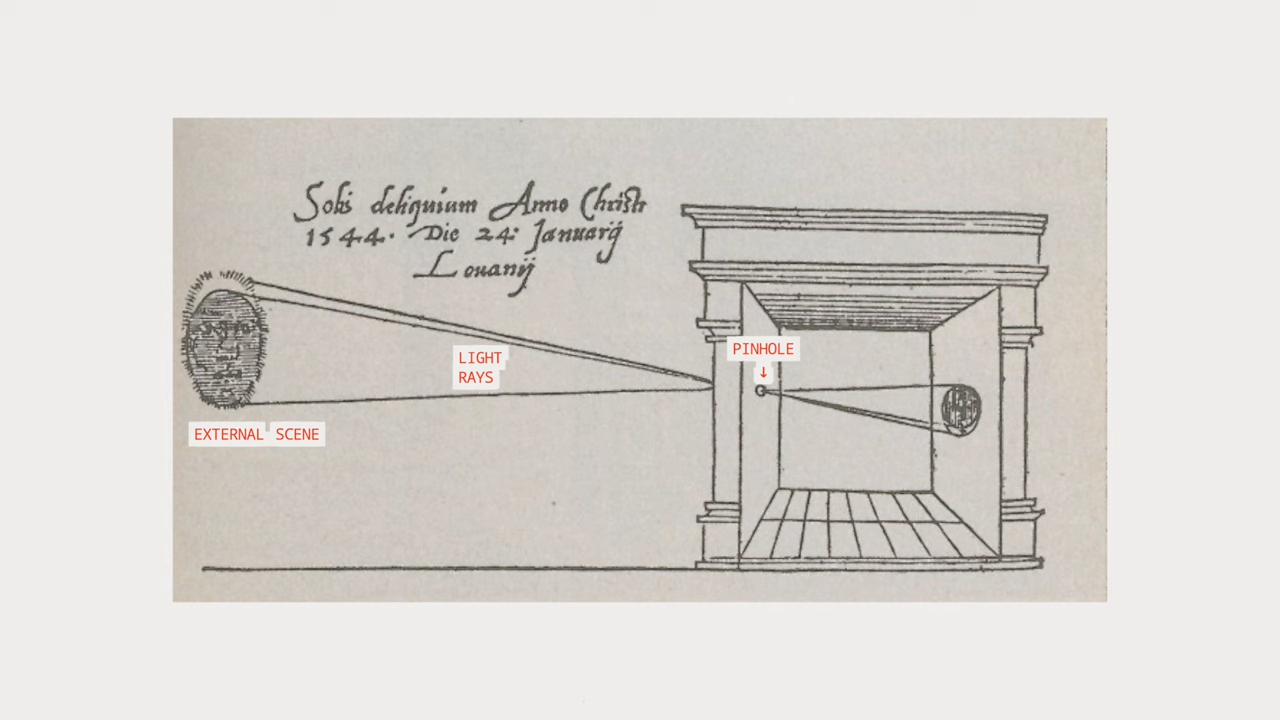 Solis deliquium Anno Christi
1544. Die 24: Januarij
Louanij
LIGHT
RAYS
PINHOLE
↓
EXTERNAL SCENE